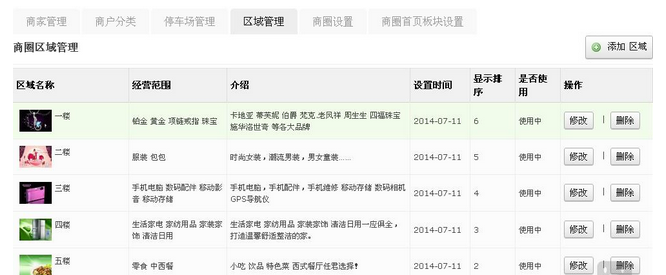 商家管理 商户分类 停车场管理 区域管理 商圈设置 商圈首页板块设置
商圈区域管理 添加 区域
区域名称 经营范围 介绍 设置时间 显示排序 是否使用 操作
一楼 铂金 黄金 项链戒指 珠宝 卡地亚 蒂芙妮 伯爵 梵克.老凤祥 周生生 四福珠宝
施华洛世奇 等各大品牌 2014-07-11 6 使用中 修改 | 删除
二楼 服装 包包 时尚女装，潮流男装，男女童装...... 2014-07-11 5 使用中 修改 | 删除
三楼 手机电脑 数码配件 移动影音 移动存储 手机电脑，手机配件，手机维修 移动存储 数码相机
GPS导航仪 2014-07-11 4 使用中 修改 | 删除
四楼 生活家电 家纺用品 家装家饰 清洁日用 生活家电 家纺用品 家装家饰 清洁日用一应俱全，
打造温馨舒适整洁的家。 2014-07-11 3 使用中 修改 | 删除
五楼 零食 中西餐 小吃 饮品 特色菜 西式餐厅任君选择！ 2014-07-11 2 使用中 修改 | 删除